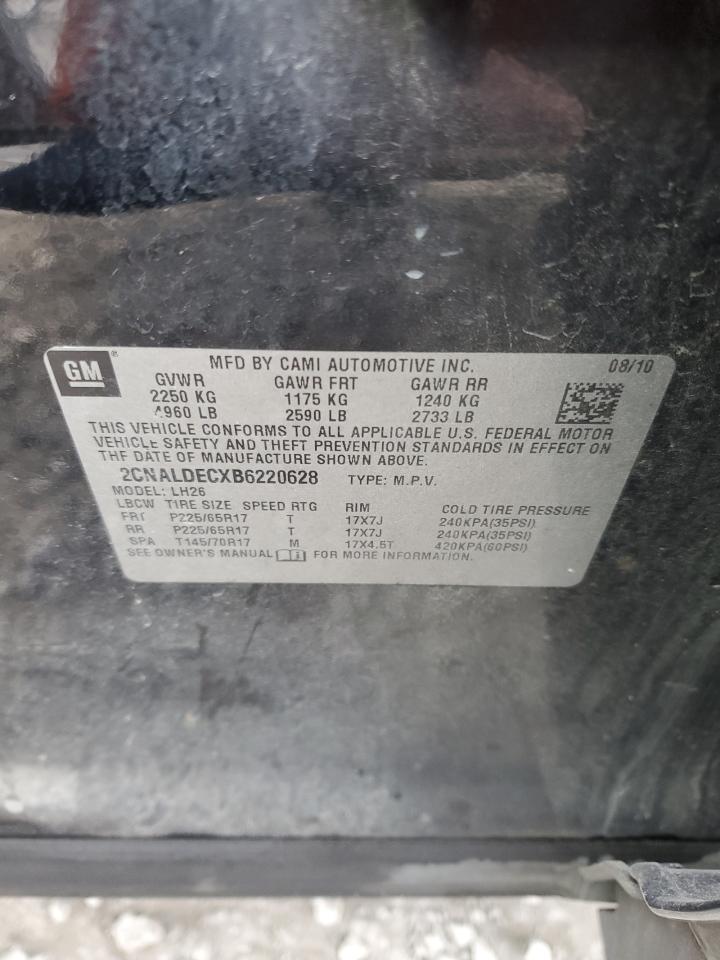 GM ® MFD BY CAMI AUTOMOTIVE INC. 08/10
GVWR GAWR FRT GAWR RR
2250 KG 1175 KG 1240 KG
4960 LB 2590 LB 2733 LB
THIS VEHICLE CONFORMS TO ALL APPLICABLE U.S. FEDERAL MOTOR
VEHICLE SAFETY AND THEFT PREVENTION STANDARDS IN EFFECT ON
THE DATE OF MANUFACTURE SHOWN ABOVE.
2CNALDECXB6220628 TYPE: M.P.V.
MODEL: LH26
LBCW TIRE SIZE SPEED RTG RIM COLD TIRE PRESSURE
FRT P225/65R17 T 17X7J 240KPA(35PSI)
RR P225/65R17 T 17X7J 240KPA(35PSI)
SPA T145/70R17 M 17X4.5T 420KPA(60PSI)
SEE OWNER'S MANUAL FOR MORE INFORMATION.